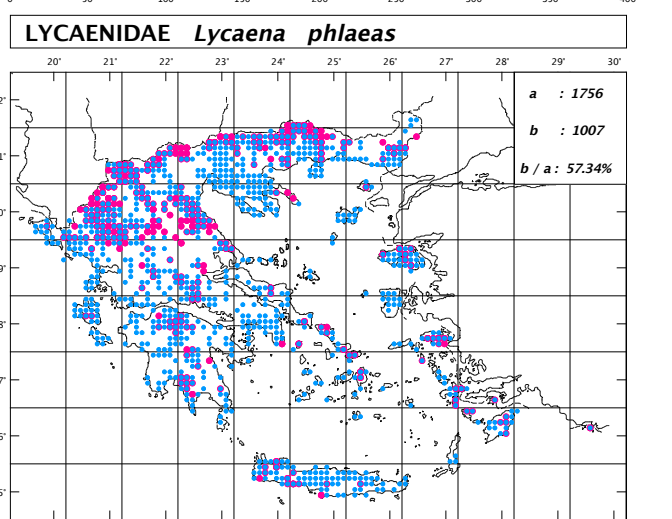 LYCAENIDAE Lycaena phlaeas
20' 21' 22' 23' 24' 25' 26' 27' 28' 29' 30'
a : 1756
b : 1007
b / a : 57.34%